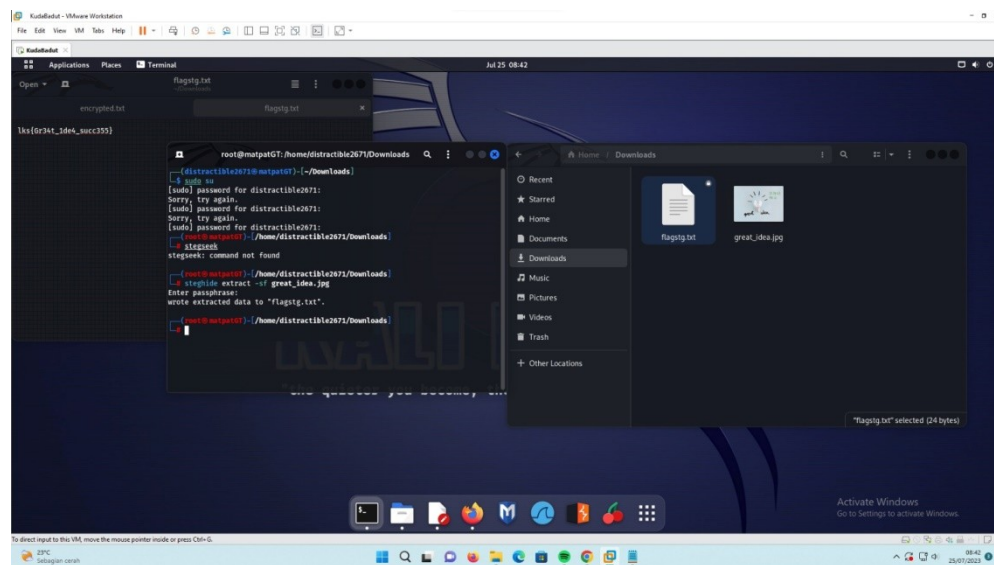 KudaBadut - VMware Workstation
File Edit View VM Tabs Help
KudaBadut
Applications Places Terminal Jul 25 08:42
Open flagstg.txt
~/Downloads
encrypted.txt flagstg.txt
lks{Gr34t_1de4_succ355}
root@matpatGT: /home/distractible2671/Downloads
(distractible2671㉿matpatGT)-[~/Downloads]
$ sudo su
[sudo] password for distractible2671:
Sorry, try again.
[sudo] password for distractible2671:
Sorry, try again.
[sudo] password for distractible2671:
(root㉿matpatGT)-[/home/distractible2671/Downloads]
# stegseek
stegseek: command not found
(root㉿matpatGT)-[/home/distractible2671/Downloads]
# steghide extract -sf great_idea.jpg
Enter passphrase:
wrote extracted data to "flagstg.txt".
(root㉿matpatGT)-[/home/distractible2671/Downloads]
#
Home / Downloads
Recent
Starred
Home
Documents
Downloads
Music
Pictures
Videos
Trash
+ Other Locations
flagstg.txt great_idea.jpg
"flagstg.txt" selected (24 bytes)
KALI
"the quieter you become, the
Activate Windows
Go to Settings to activate Windows.
To direct input to this VM, move the mouse pointer inside or press Ctrl+G.
23°C
Sebagian cerah
08:42
25/07/2023